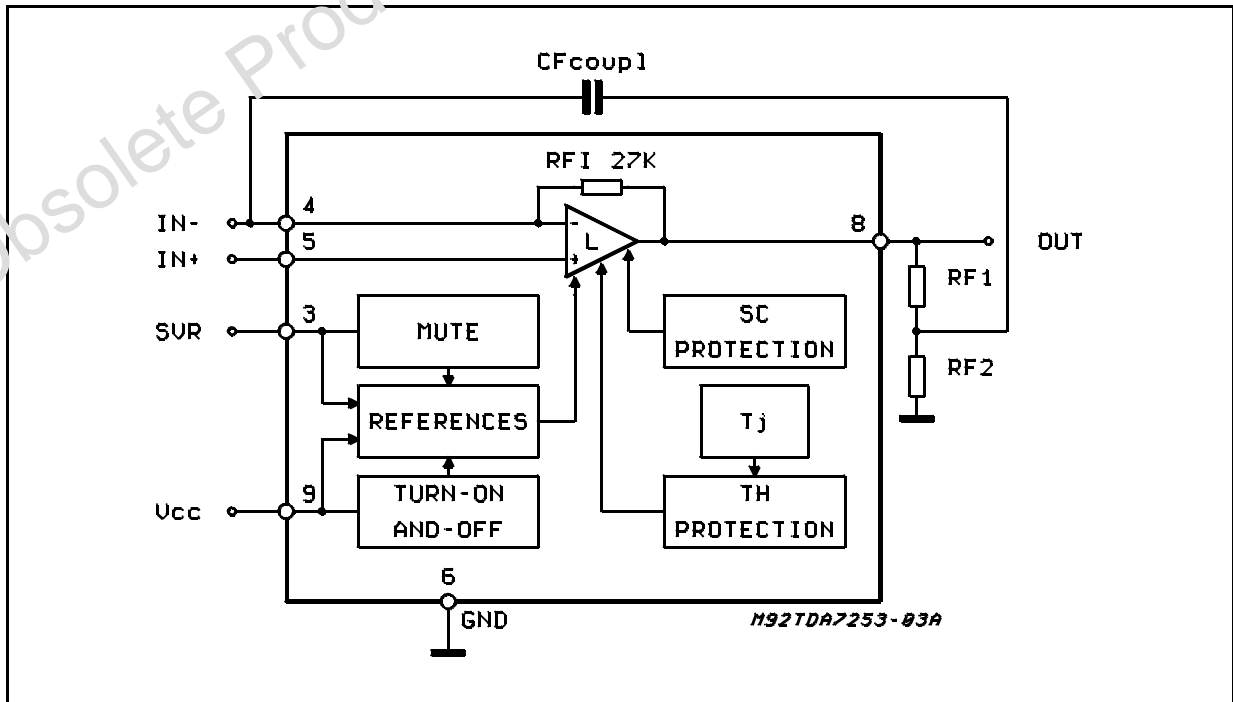 Obsolete Prod
CFcoupl
RFI 27K
IN-
4
8
OUT
IN+
5
L
-
+
RF1
SVR
3
MUTE
SC
PROTECTION
RF2
REFERENCES
Tj
Vcc
9
TURN-ON
AND-OFF
TH
PROTECTION
6
GND
M92TDA7253-03A